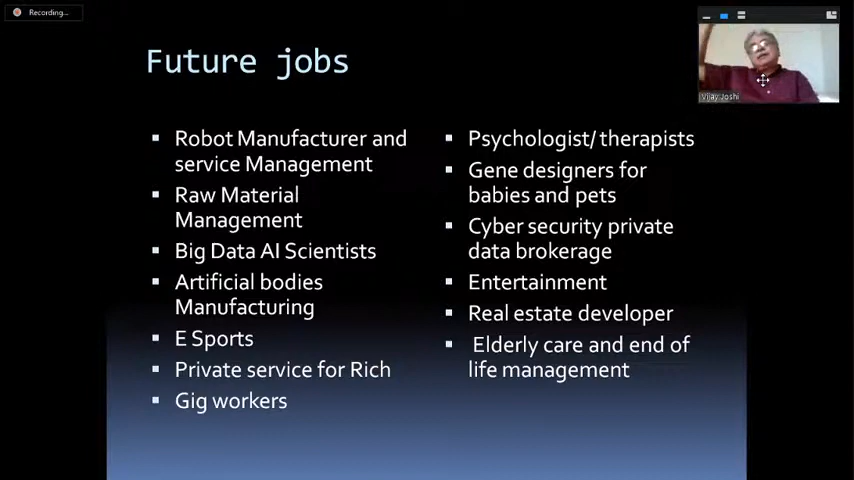 Recording...
Future jobs
Robot Manufacturer and
service Management
Raw Material
Management
Big Data AI Scientists
Artificial bodies
Manufacturing
E Sports
Private service for Rich
Gig workers
Psychologist/therapists
Gene designers for
babies and pets
Cyber security private
data brokerage
Entertainment
Real estate developer
Elderly care and end of
life management
Vijay Joshi